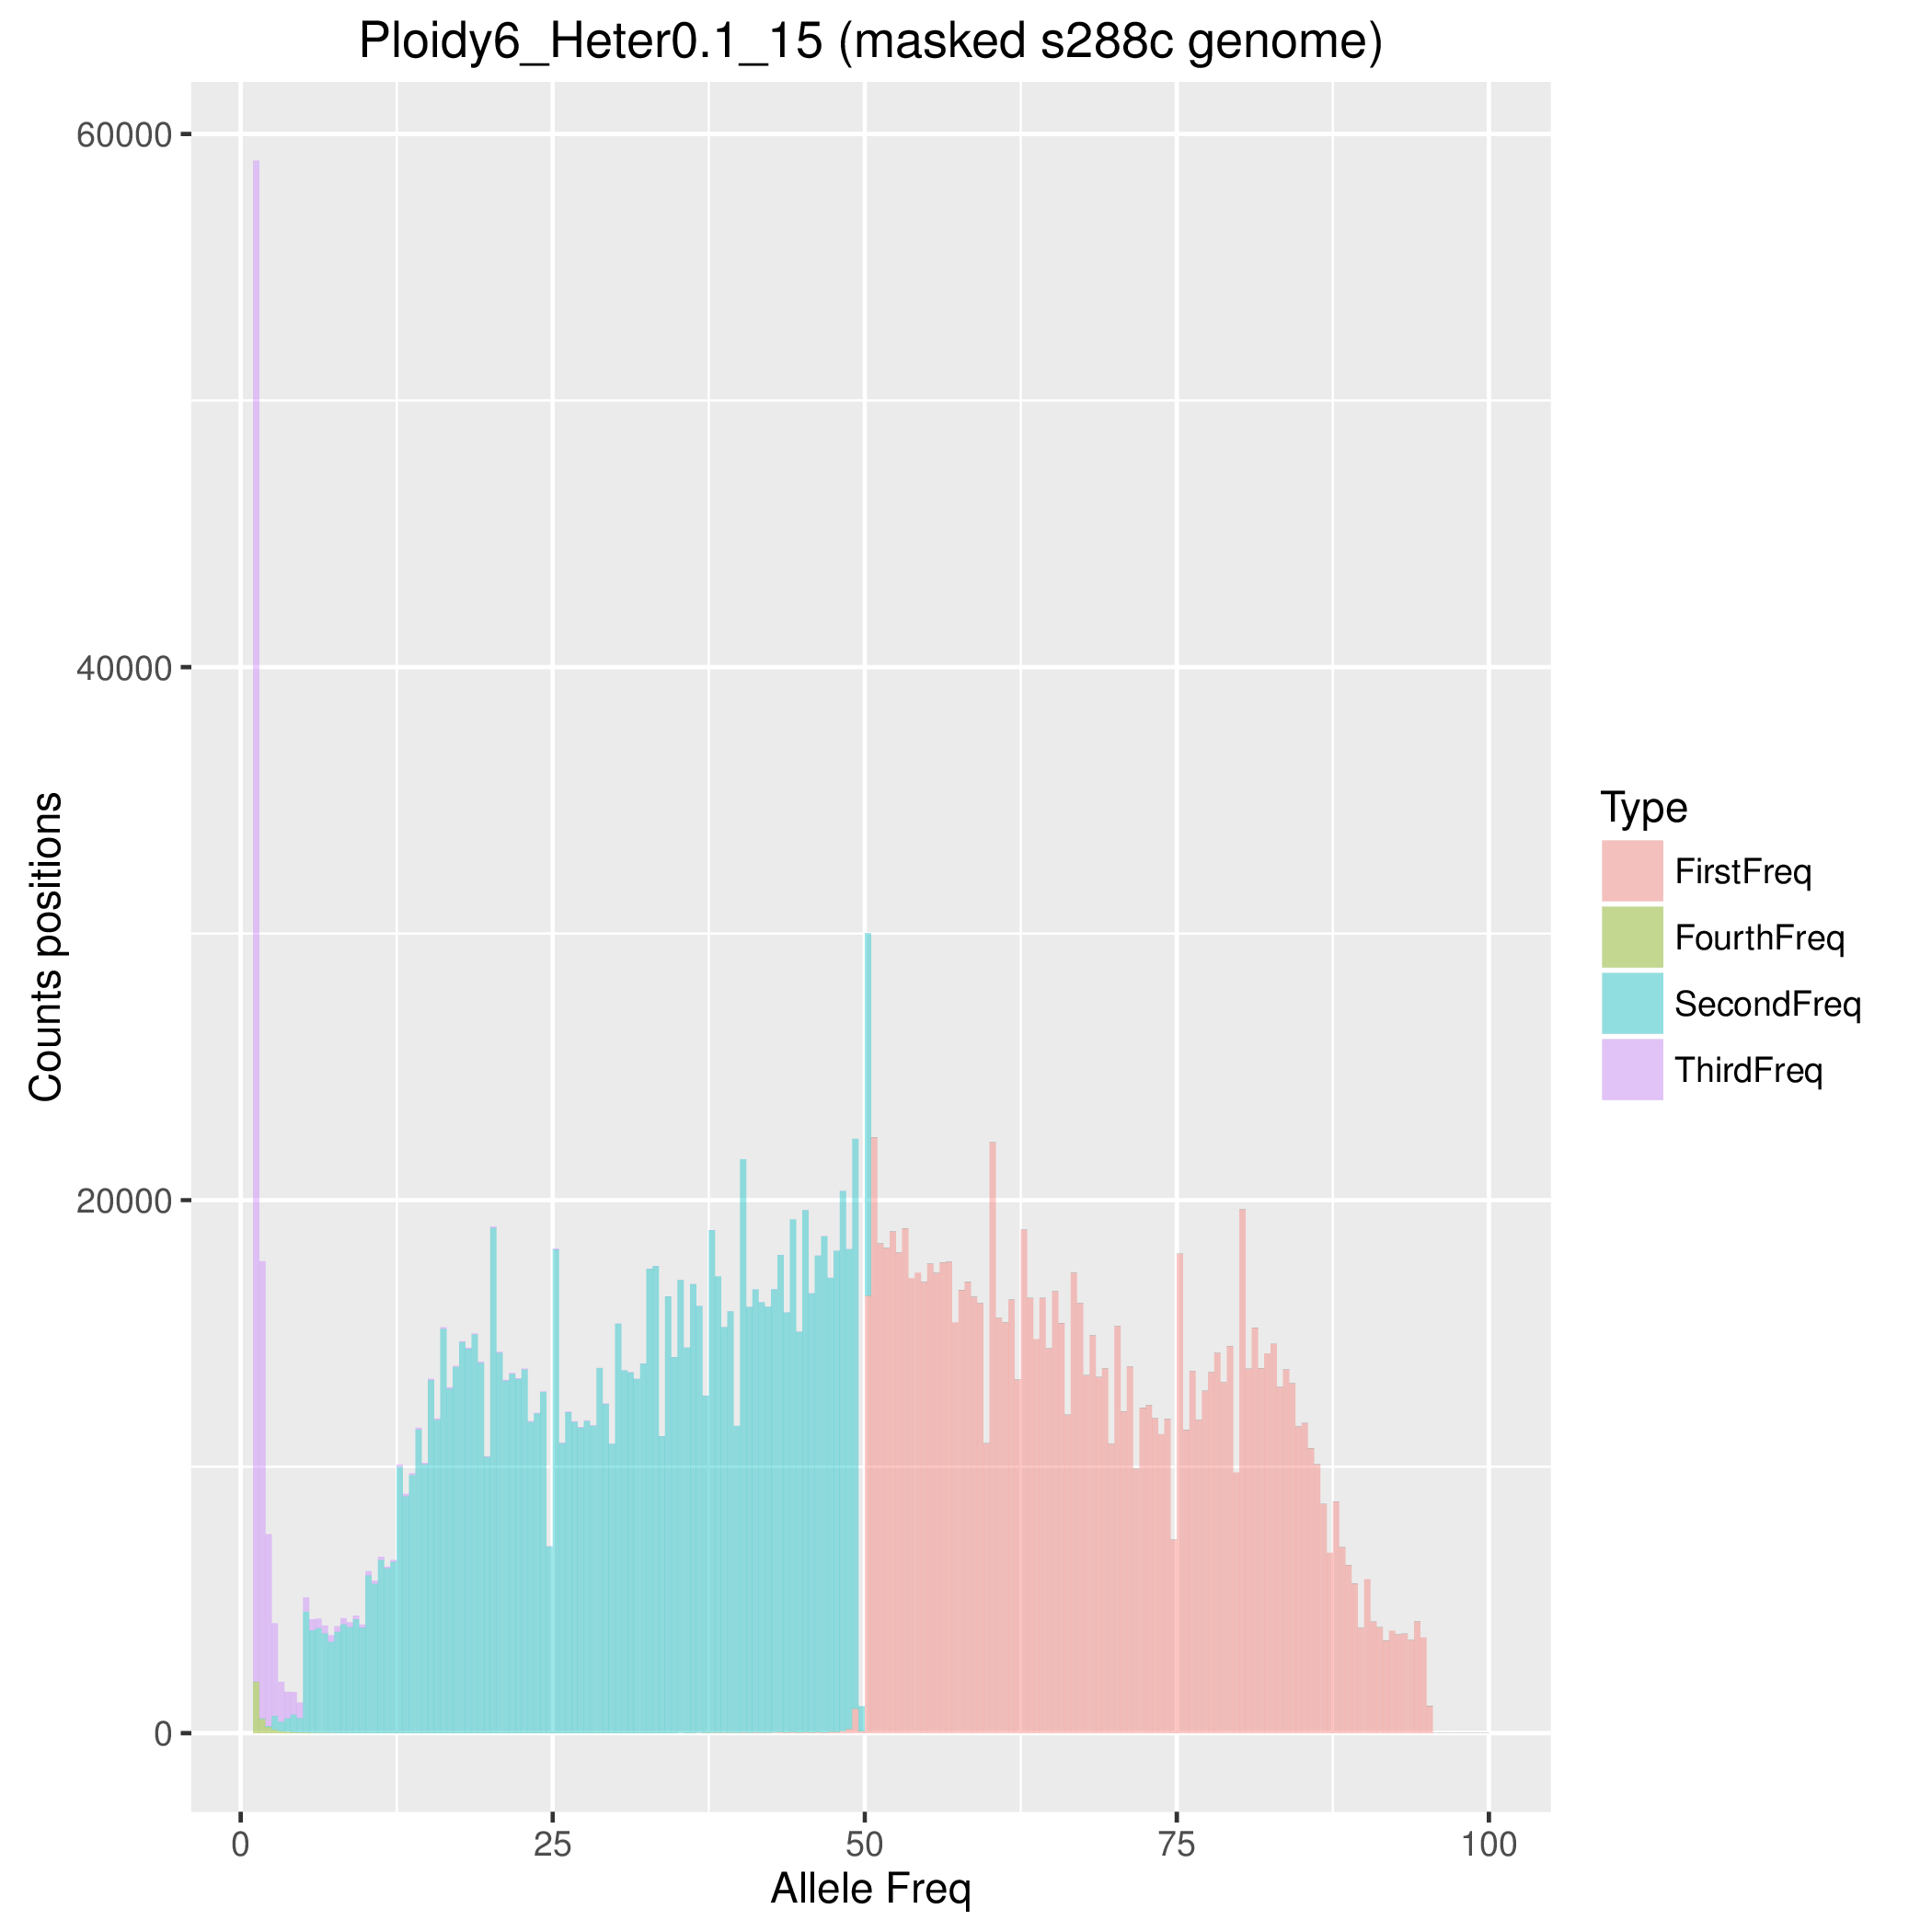 Ploidy6_Heter0.1_15 (masked s288c genome)
60000
40000
20000
0
Counts positions
0
25
50
75
100
Allele Freq
Type
FirstFreq
FourthFreq
SecondFreq
ThirdFreq